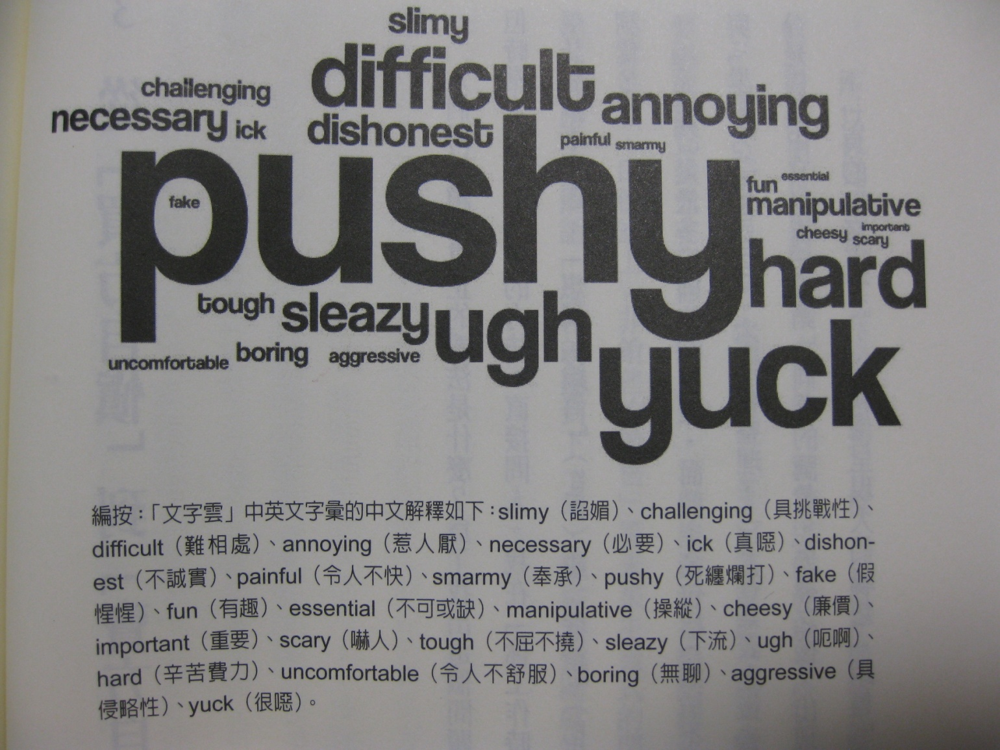 slimy
difficult
challenging
annoying
necessary ick
dishonest
painful smarmy
pushy
fake
fun essential
manipulative
cheesy important
scary
hard
tough sleazy ugh
uncomfortable boring aggressive
yuck
編按：「文字雲」中英文字彙的中文解釋如下：slimy（諂媚）、challenging（具挑戰性）、
difficult（難相處）、annoying（惹人厭）、necessary（必要）、ick（真噁）、dishon-
est（不誠實）、painful（令人不快）、smarmy（奉承）、pushy（死纏爛打）、fake（假
惺惺）、fun（有趣）、essential（不可或缺）、manipulative（操縱）、cheesy（廉價）、
important（重要）、scary（嚇人）、tough（不屈不撓）、sleazy（下流）、ugh（呃啊）、
hard（辛苦費力）、uncomfortable（令人不舒服）、boring（無聊）、aggressive（具
侵略性）、yuck（很噁）。